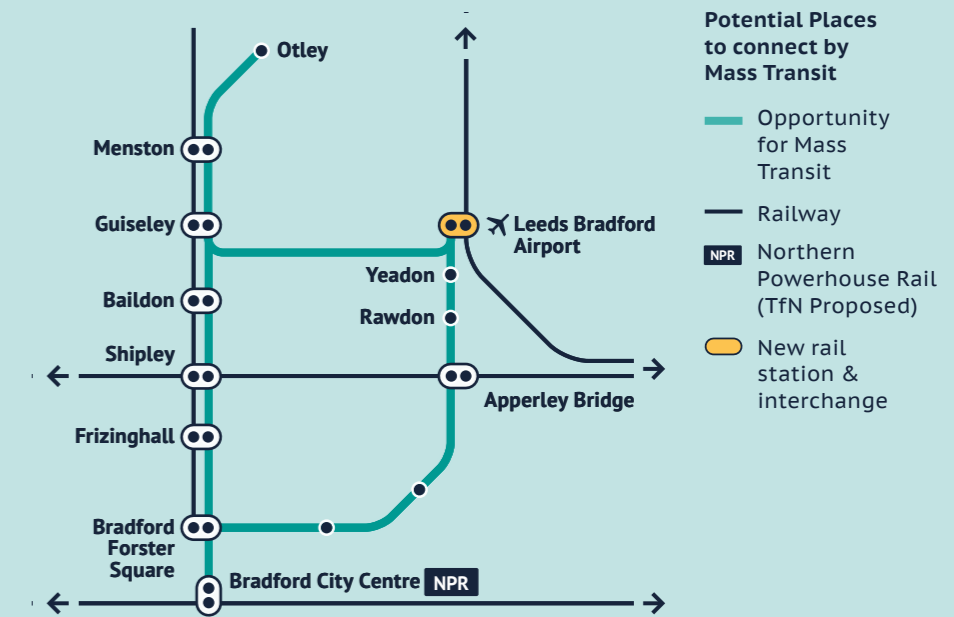 Otley
Menston
Guiseley
Leeds Bradford
Airport
Yeadon
Baildon
Rawdon
Shipley
Apperley Bridge
Frizinghall
Bradford
Forster
Square
Bradford City Centre NPR
Potential Places
to connect by
Mass Transit
Opportunity
for Mass
Transit
Railway
NPR Northern
Powerhouse Rail
(TfN Proposed)
New rail
station &
interchange